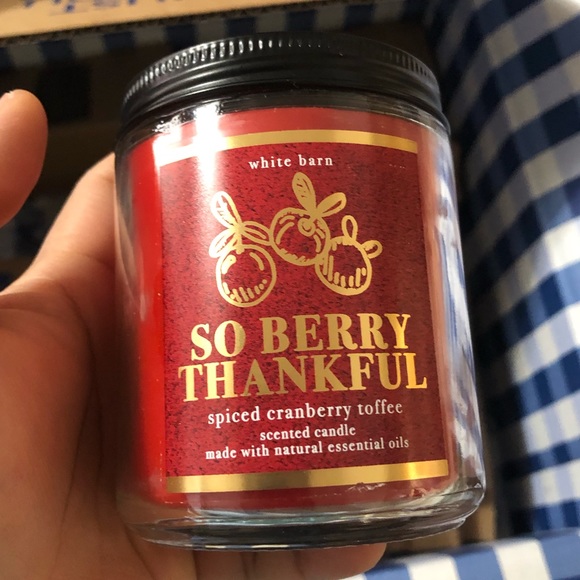 white barn
SO BERRY
THANKFUL
spiced cranberry toffee
scented candle
made with natural essential oils